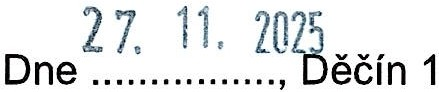 27. 11. 2025
Dne ................, Děčín 1